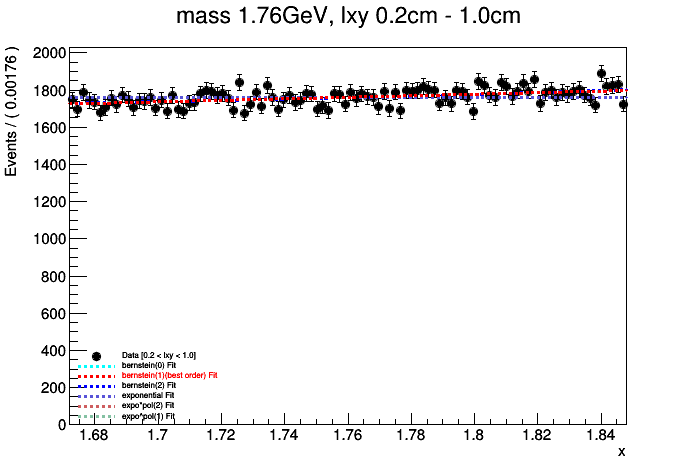 mass 1.76GeV, lxy 0.2cm - 1.0cm
Events / ( 0.00176 )
2000
1800
1600
1400
1200
1000
800
600
400
200
0
Data [0.2 < lxy < 1.0]
bernstein(0) Fit
bernstein(1)(best order) Fit
bernstein(2) Fit
exponential Fit
expo*pol(2) Fit
expo*pol(1) Fit
1.68 1.7 1.72 1.74 1.76 1.78 1.8 1.82 1.84
x